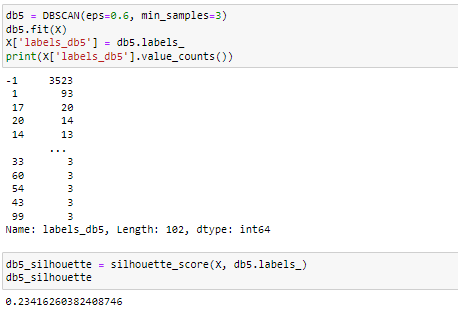 db5 = DBSCAN(eps=0.6, min_samples=3)
db5.fit(X)
X['labels_db5'] = db5.labels_
print(X['labels_db5'].value_counts())
-1     3523
 1       93
 17      20
 20      14
 14      13
       ...
 33       3
 60       3
 54       3
 43       3
 99       3
Name: labels_db5, Length: 102, dtype: int64
db5_silhouette = silhouette_score(X, db5.labels_)
db5_silhouette
0.23416260382408746